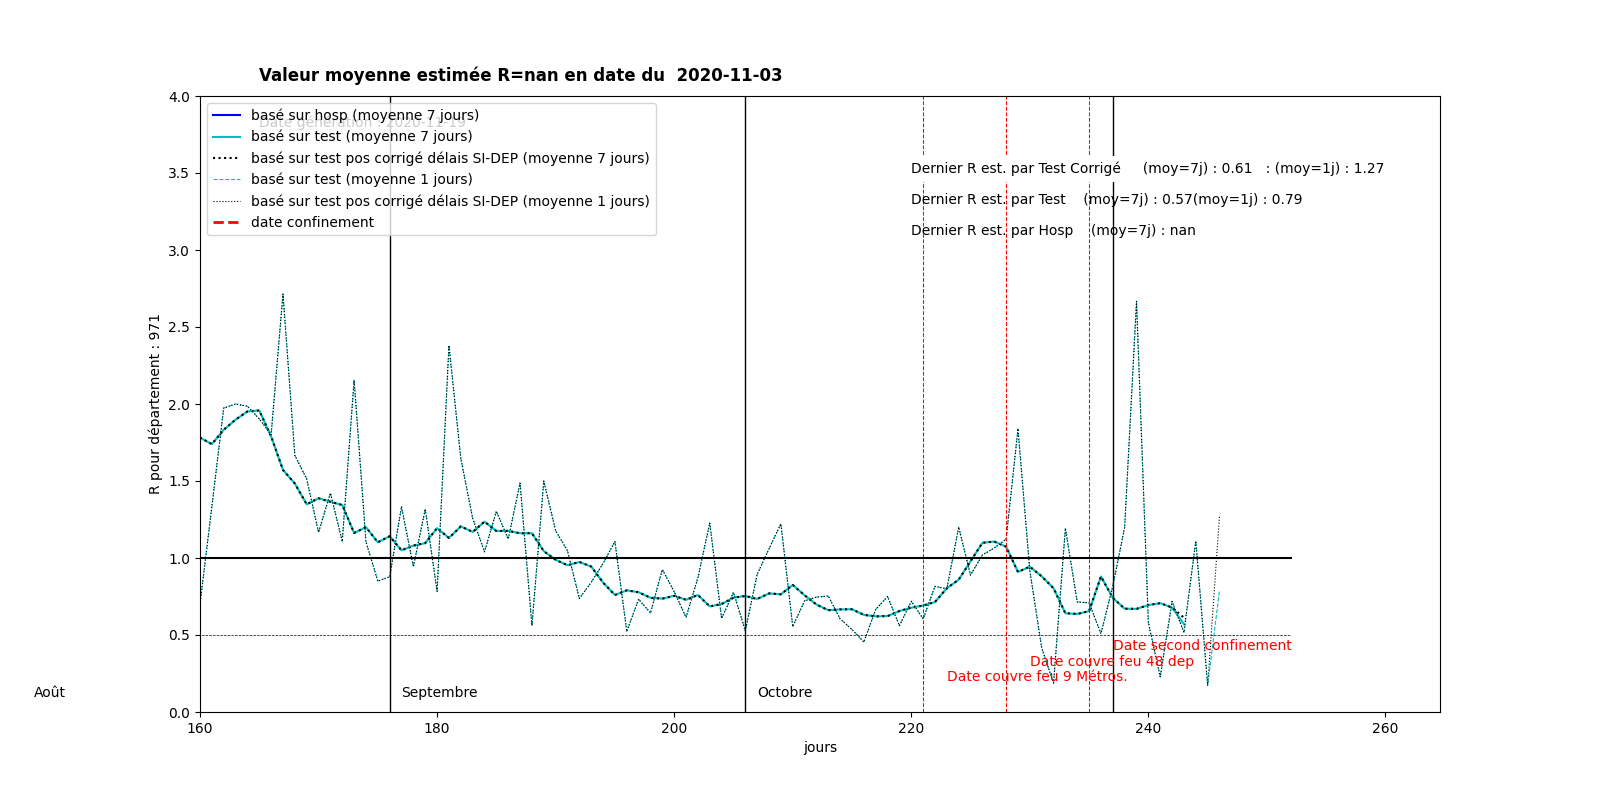 Valeur moyenne estimée R=nan en date du  2020-11-03
4.0
basé sur hosp (moyenne 7 jours)
Date génération : 2020-11-19
basé sur test (moyenne 7 jours)
basé sur test pos corrigé délais SI-DEP (moyenne 7 jours)
basé sur test (moyenne 1 jours)
basé sur test pos corrigé délais SI-DEP (moyenne 1 jours)
date confinement
Dernier R est. par Test Corrigé     (moy=7j) : 0.61   : (moy=1j) : 1.27
Dernier R est. par Test    (moy=7j) : 0.57(moy=1j) : 0.79
Dernier R est. par Hosp    (moy=7j) : nan
3.5
3.0
2.5
2.0
1.5
1.0
0.5
0.0
R pour département : 971
Date second confinement
Date couvre feu 48 dep
Date couvre feu 9 Métros.
Août
Septembre
Octobre
160
180
200
220
240
260
jours